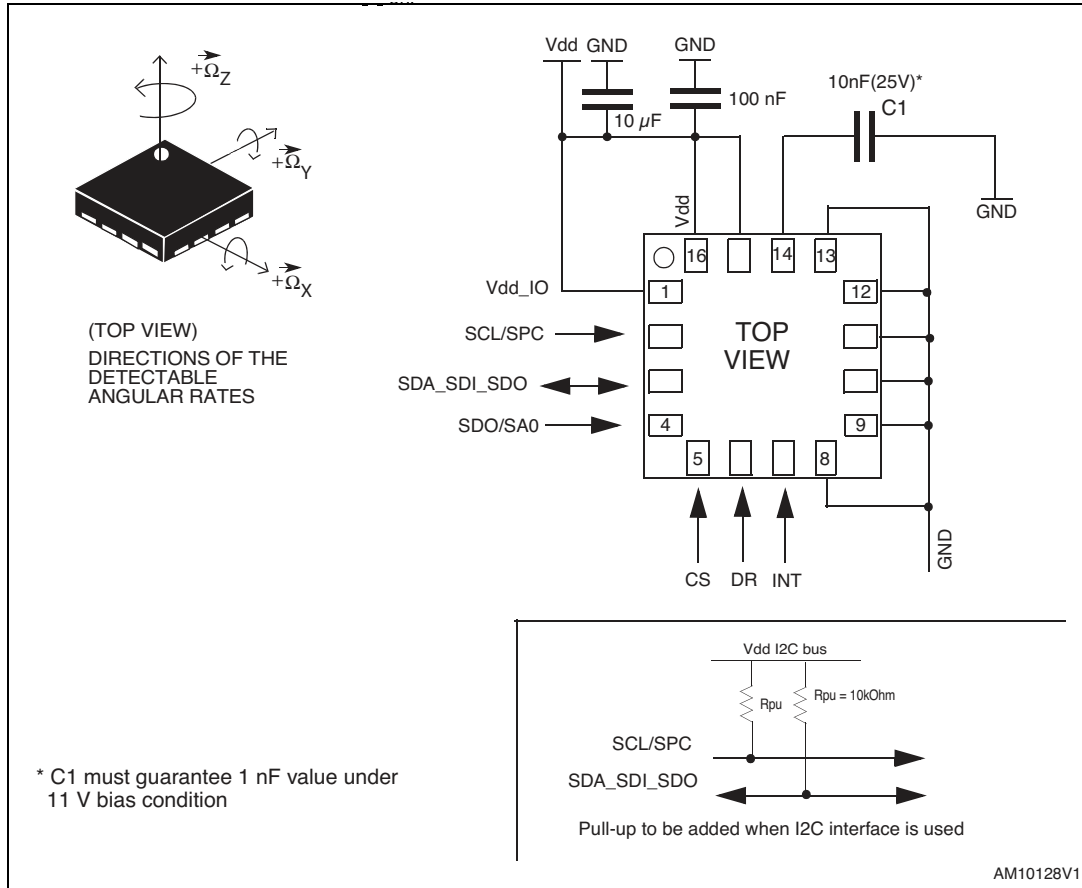 +Ω⃗Z
+Ω⃗Y
+Ω⃗X
(TOP VIEW)
DIRECTIONS OF THE
DETECTABLE
ANGULAR RATES
Vdd GND
GND
10 µF
100 nF
10nF(25V)*
C1
GND
Vdd
16
14
13
Vdd_IO
1
12
SCL/SPC
TOP
VIEW
SDA_SDI_SDO
SDO/SA0
4
9
5
8
GND
CS DR INT
Vdd I2C bus
Rpu
Rpu = 10kOhm
SCL/SPC
SDA_SDI_SDO
Pull-up to be added when I2C interface is used
* C1 must guarantee 1 nF value under
11 V bias condition
AM10128V1